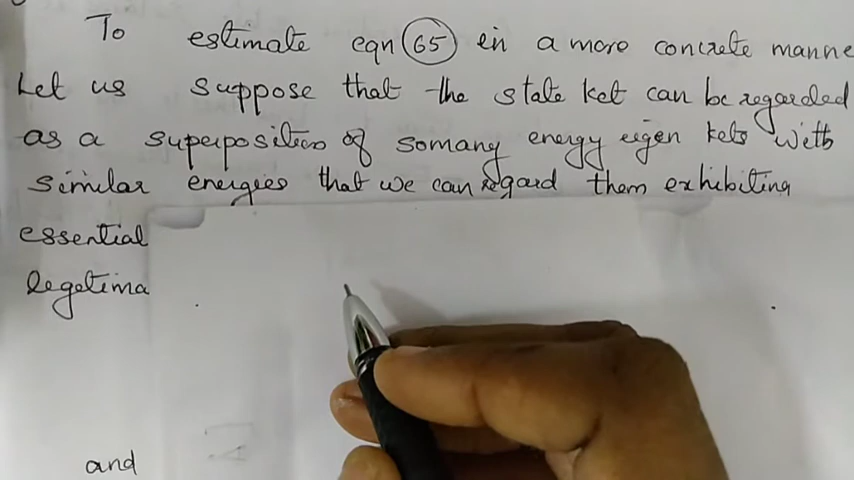 To estimate eqn 65 in a more concrete manne
Let us suppose that the state ket can be regarded
as a superposition of somany energy eigen kets with
similar energies that we can regard them exhibiting
essential
legetima
and